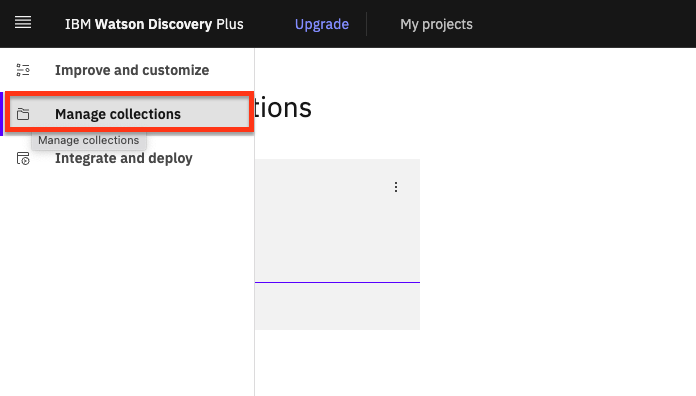 IBM Watson Discovery Plus Upgrade My projects
Improve and customize
Manage collections
tions
Manage collections
Integrate and deploy